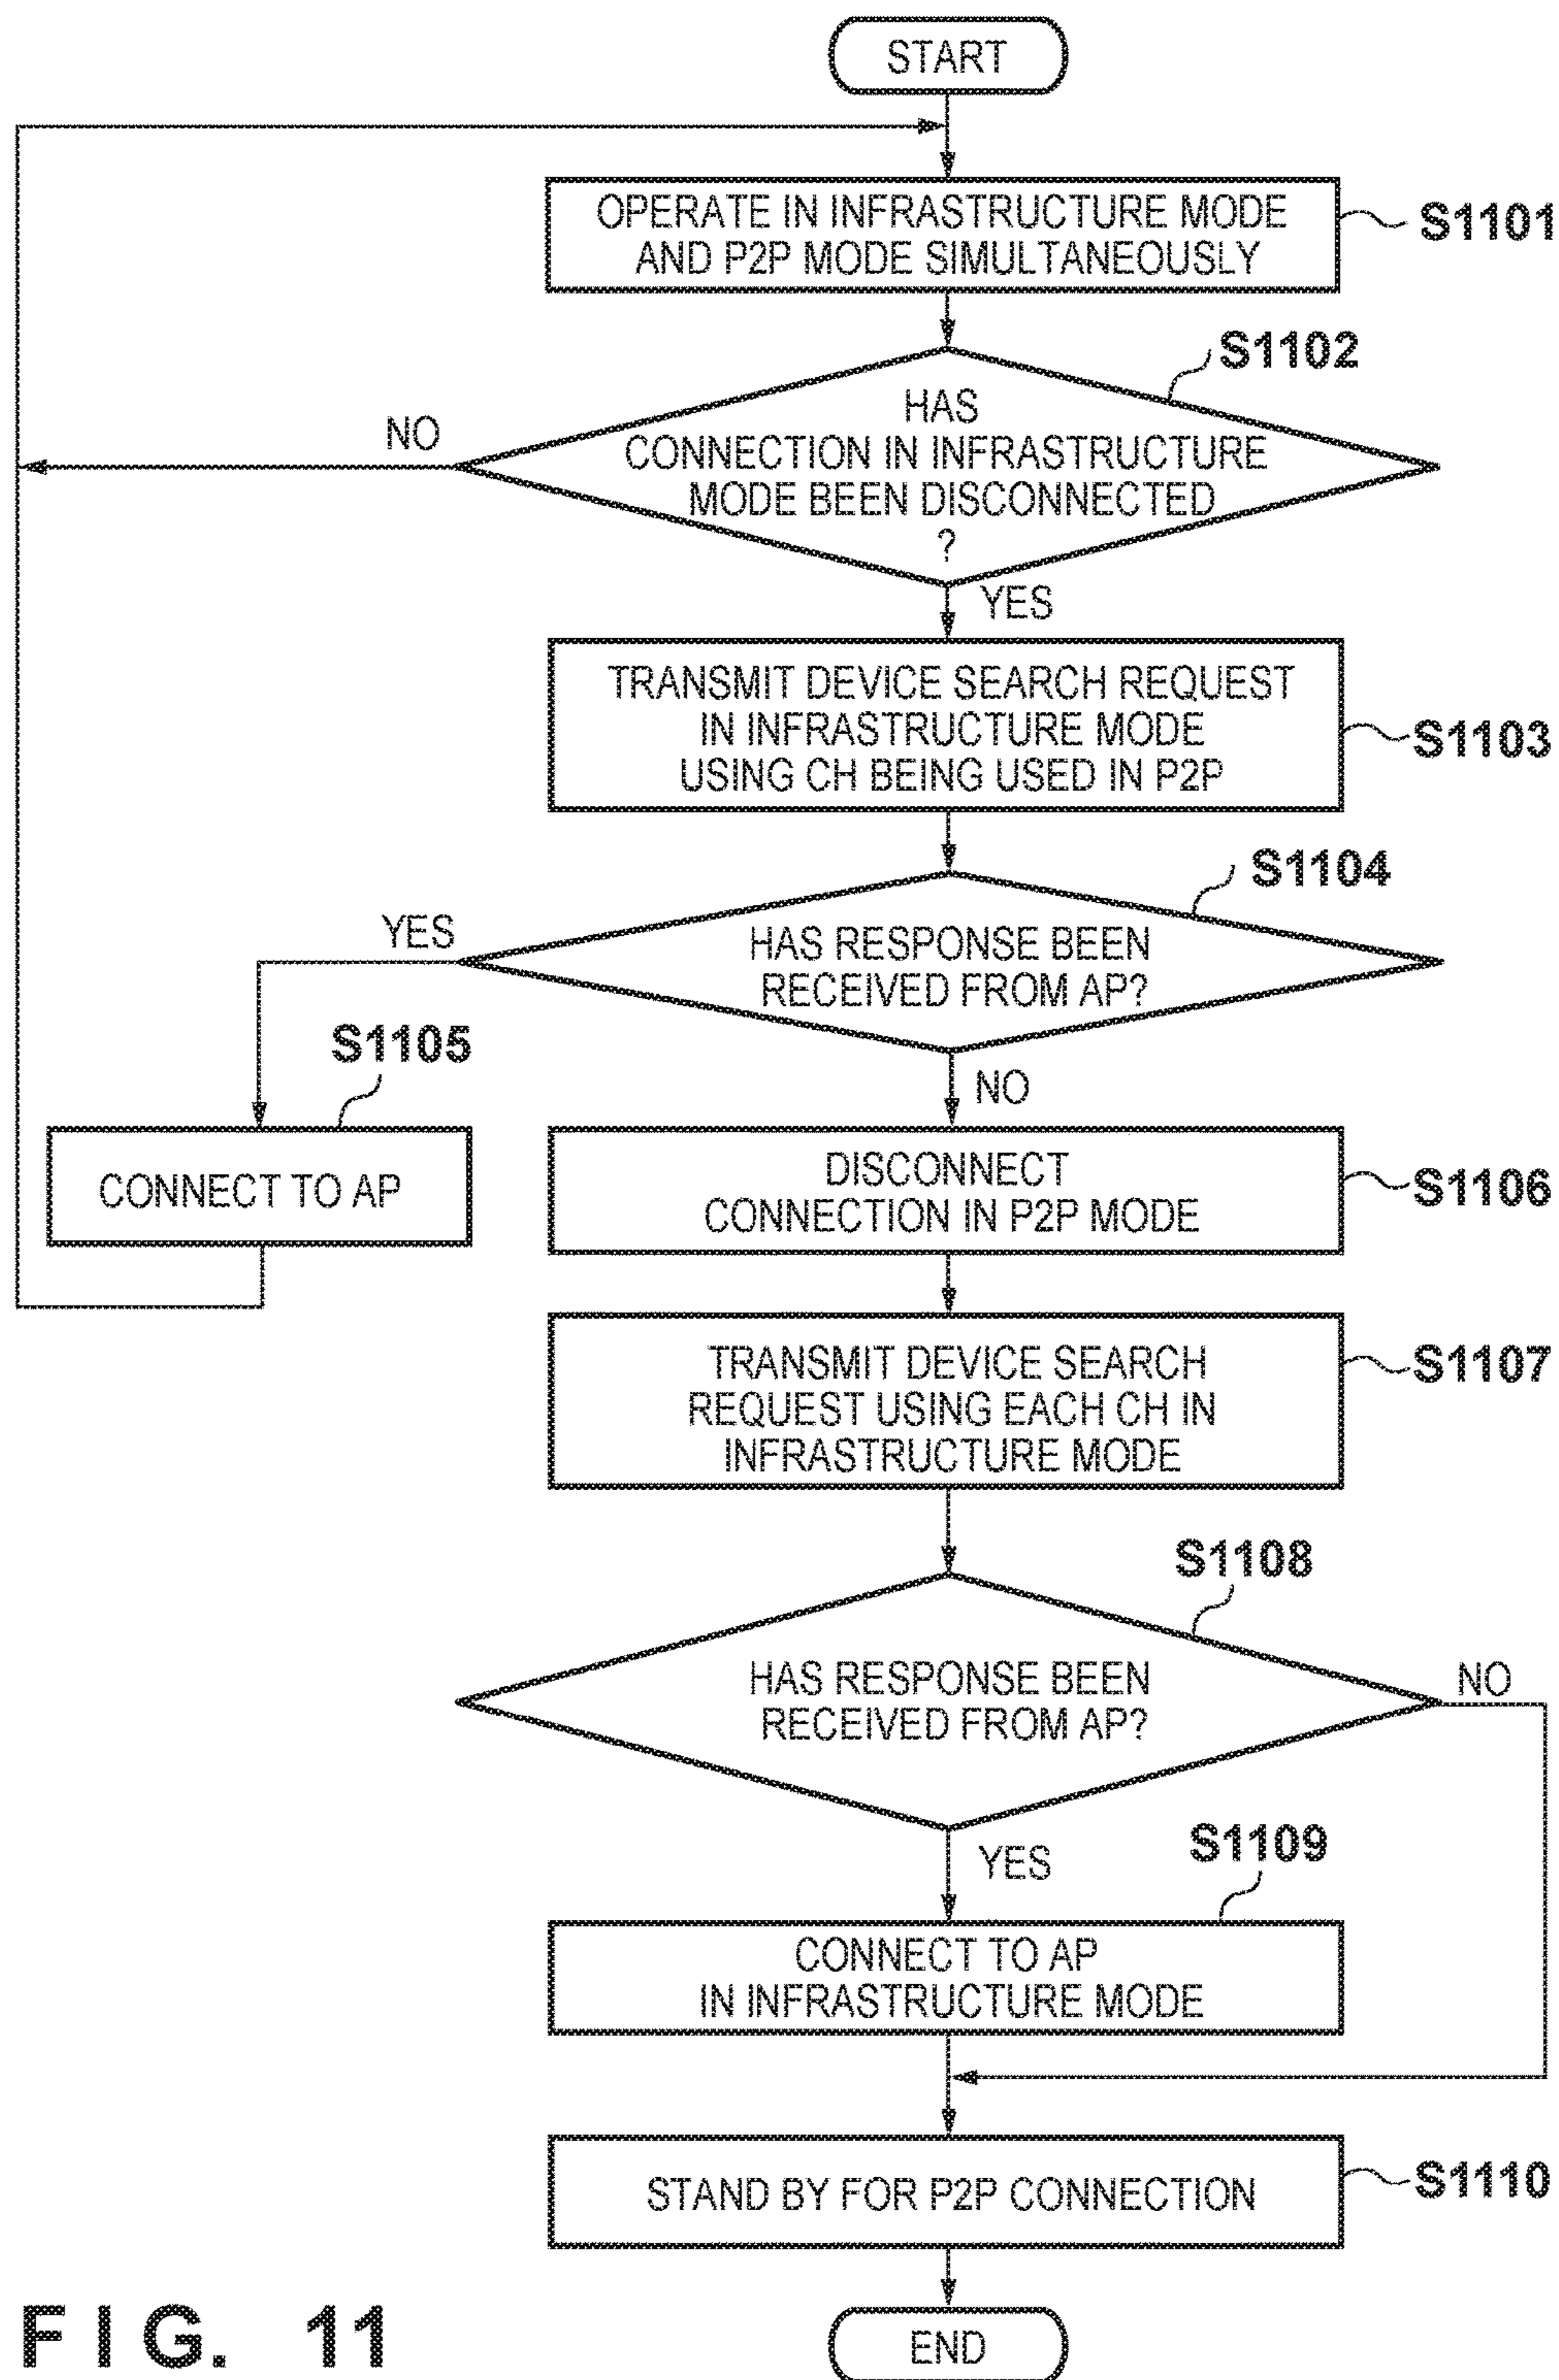 START
OPERATE IN INFRASTRUCTURE MODE
AND P2P MODE SIMULTANEOUSLY
S1101
S1102
HAS
CONNECTION IN INFRASTRUCTURE
MODE BEEN DISCONNECTED
?
NO
YES
TRANSMIT DEVICE SEARCH REQUEST
IN INFRASTRUCTURE MODE
USING CH BEING USED IN P2P
S1103
S1104
HAS RESPONSE BEEN
RECEIVED FROM AP?
YES
NO
S1105
CONNECT TO AP
DISCONNECT
CONNECTION IN P2P MODE
S1106
TRANSMIT DEVICE SEARCH
REQUEST USING EACH CH IN
INFRASTRUCTURE MODE
S1107
S1108
HAS RESPONSE BEEN
RECEIVED FROM AP?
NO
YES
S1109
CONNECT TO AP
IN INFRASTRUCTURE MODE
STAND BY FOR P2P CONNECTION
S1110
END
FIG. 11